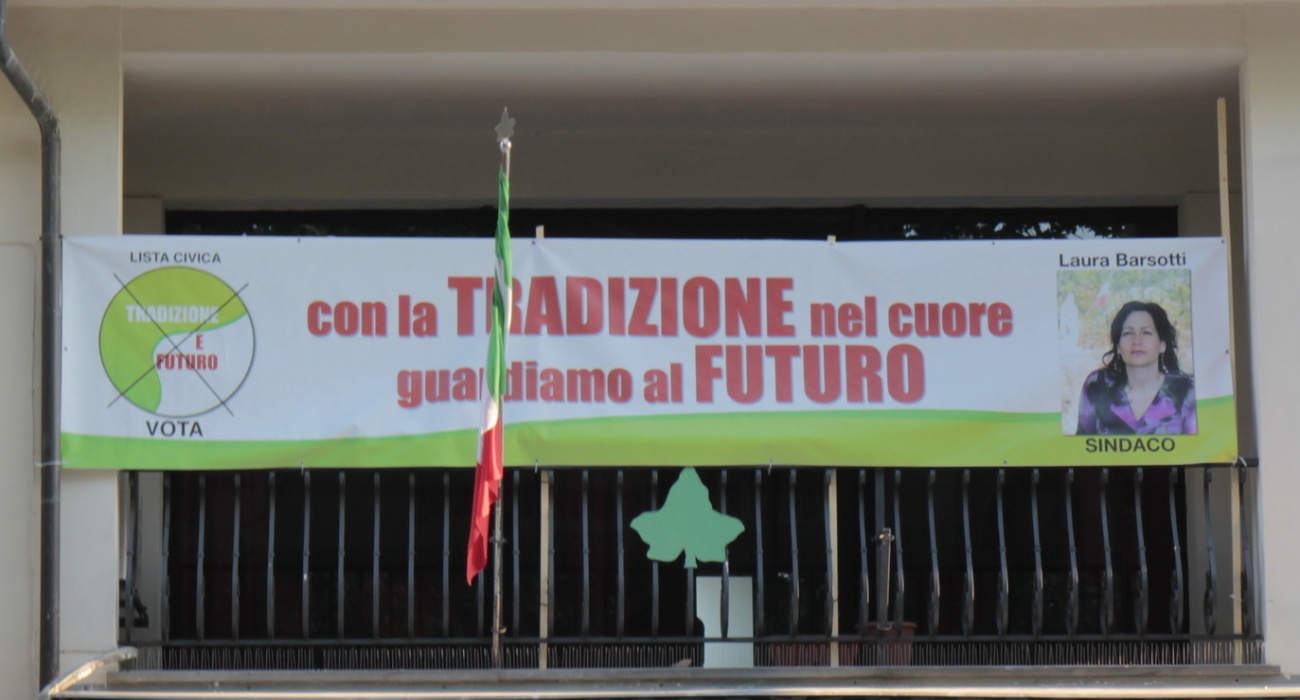 LISTA CIVICA
TRADIZIONE
E
FUTURO
VOTA
con la TRADIZIONE nel cuore
guardiamo al FUTURO
Laura Barsotti
SINDACO